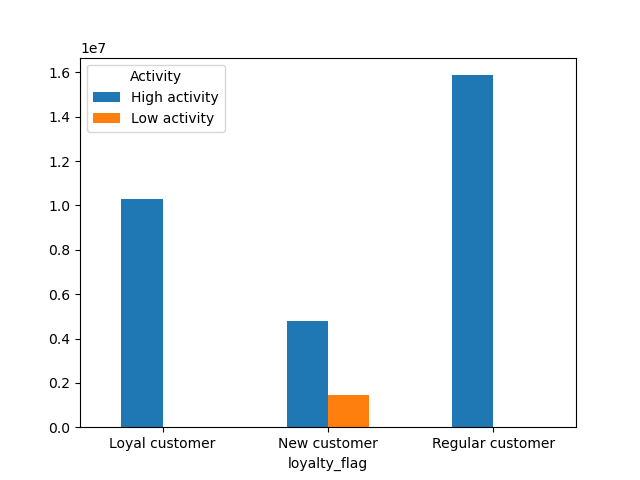 1e7
Activity
High activity
Low activity
1.6
1.4
1.2
1.0
0.8
0.6
0.4
0.2
0.0
Loyal customer New customer Regular customer
loyalty_flag